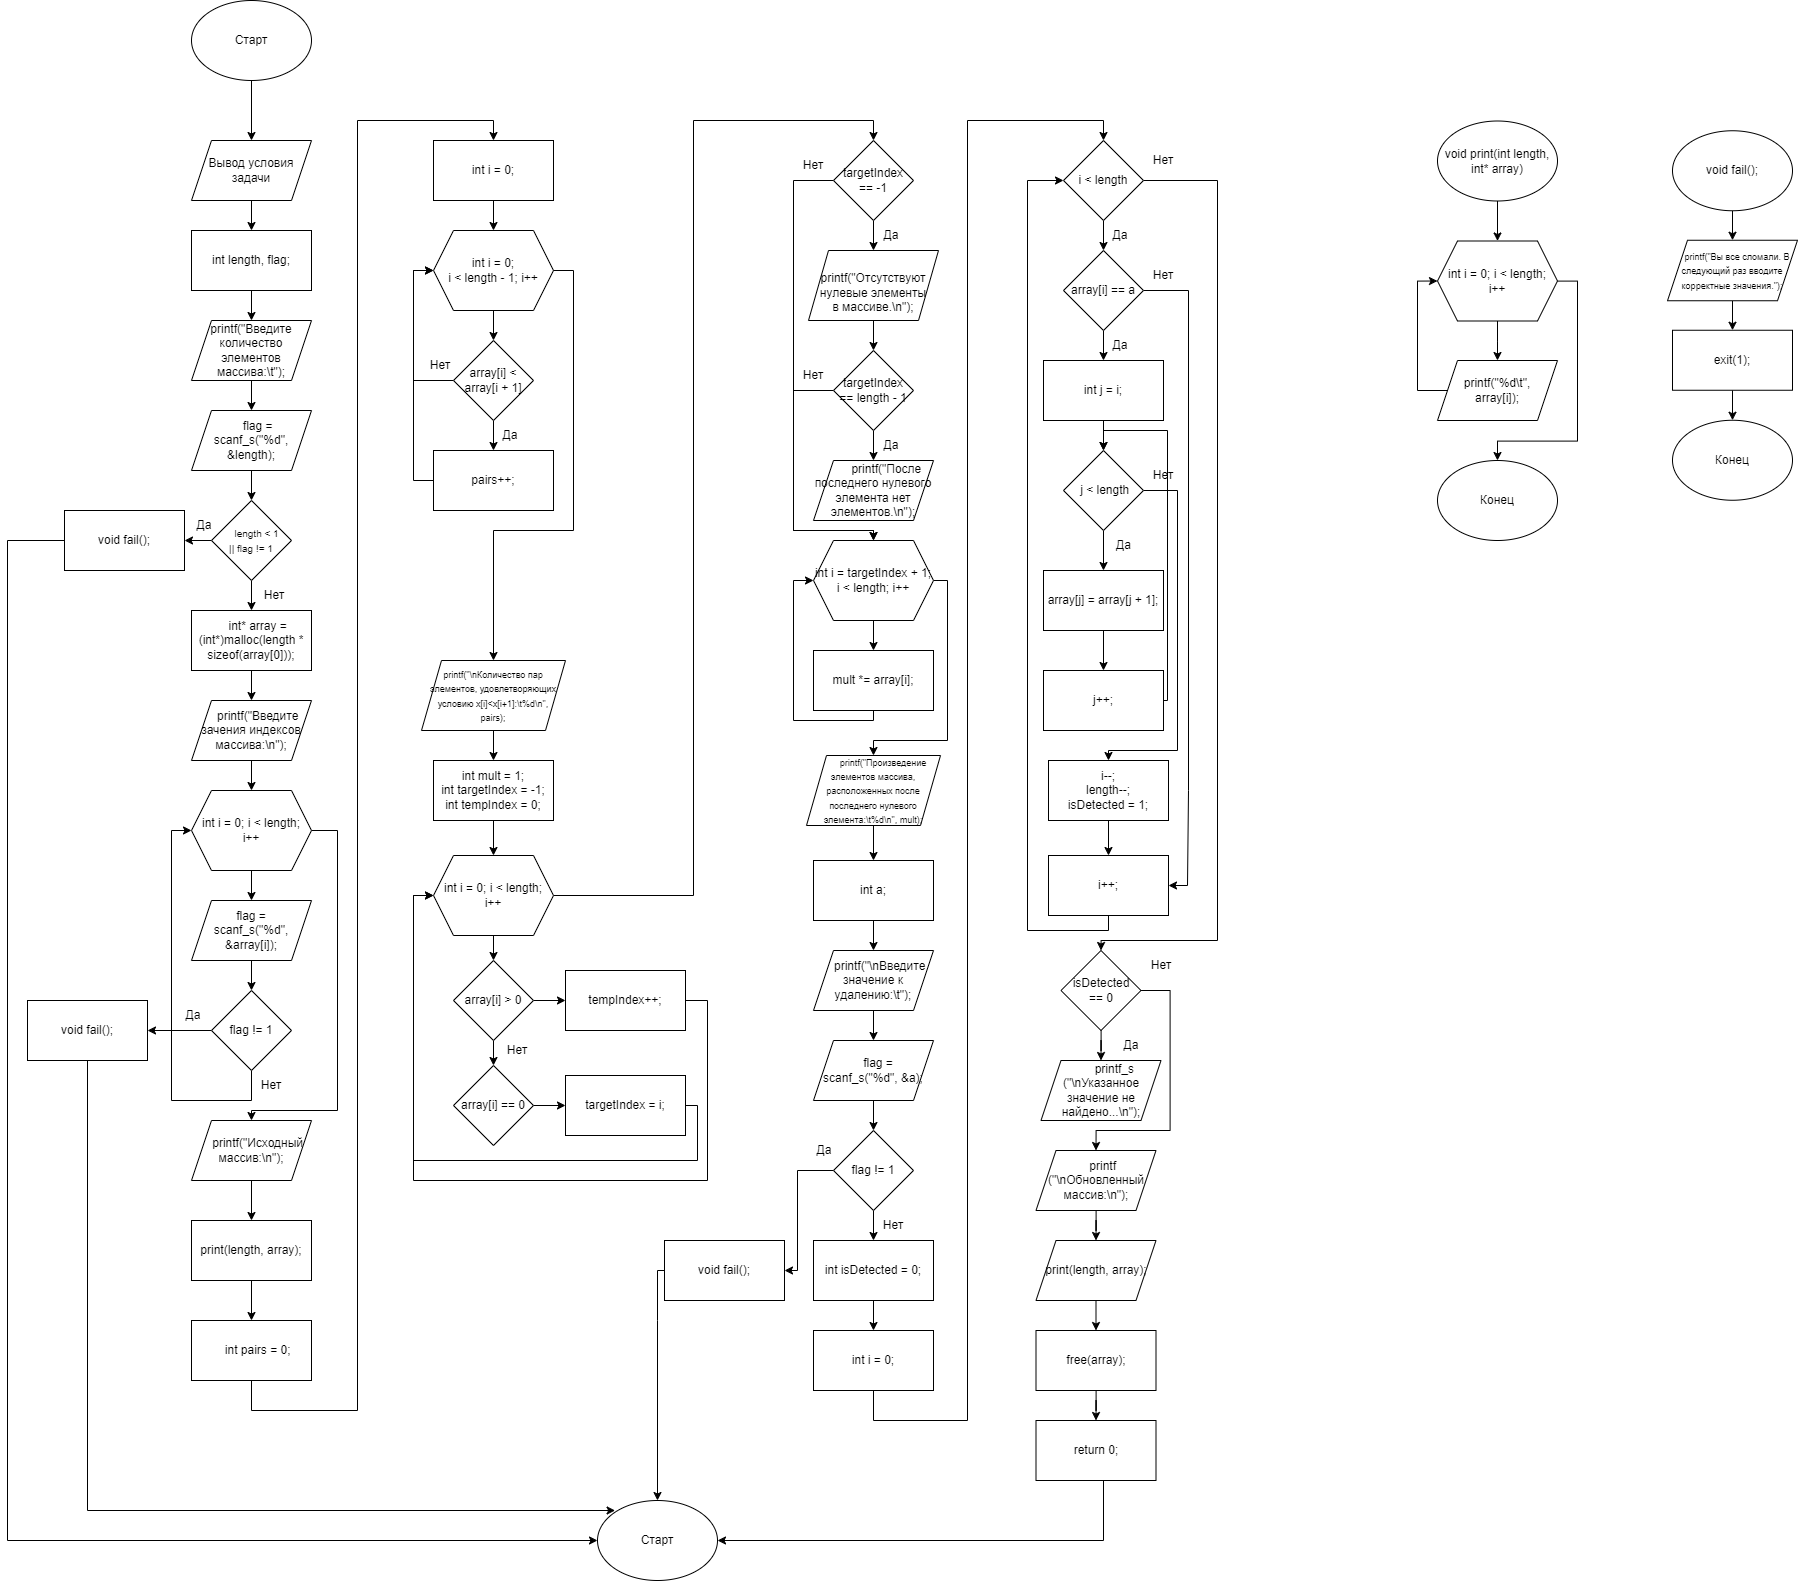 Старт
Вывод условия
задачи
int length, flag;
printf("Введите
количество
элементов
массива:\t");
flag =
scanf_s("%d",
&length);
length < 1
|| flag != 1
Да
void fail();
Нет
int* array =
(int*)malloc(length *
sizeof(array[0]));
printf("Введите
зачения индексов
массива:\n");
int i = 0; i < length;
i++
flag =
scanf_s("%d",
&array[i]);
flag != 1
Да
void fail();
Нет
printf("Исходный
массив:\n");
print(length, array);
int pairs = 0;
int i = 0;
int i = 0;
i < length - 1; i++
Нет
array[i] <
array[i + 1]
Да
pairs++;
printf("\nКоличество пар
элементов, удовлетворяющих
условию x[i]<x[i+1]:\t%d\n",
pairs);
int mult = 1;
int targetIndex = -1;
int tempIndex = 0;
int i = 0; i < length;
i++
array[i] > 0
tempIndex++;
Нет
array[i] == 0
targetIndex = i;
Нет
targetIndex
== -1
Да
printf("Отсутствуют
нулевые элементы
в массиве.\n");
Нет
targetIndex
== length - 1
Да
printf("После
последнего нулевого
элемента нет
элементов.\n");
int i = targetIndex + 1;
i < length; i++
mult *= array[i];
printf("Произведение
элементов массива,
расположенных после
последнего нулевого
элемента:\t%d\n", mult);
int a;
printf("\nВведите
значение к
удалению:\t");
flag =
scanf_s("%d", &a);
Да
flag != 1
Нет
void fail();
int isDetected = 0;
int i = 0;
i < length
Нет
Да
array[i] == a
Нет
Да
int j = i;
j < length
Нет
Да
array[j] = array[j + 1];
j++;
i--;
length--;
isDetected = 1;
i++;
isDetected
== 0
Нет
Да
printf_s
("\nУказанное
значение не
найдено...\n");
printf
("\nОбновленный
массив:\n");
print(length, array);
free(array);
return 0;
Старт
void print(int length,
int* array)
int i = 0; i < length;
i++
printf("%d\t",
array[i]);
Конец
void fail();
printf("Вы все сломали. В
следующий раз вводите
корректные значения.");
exit(1);
Конец